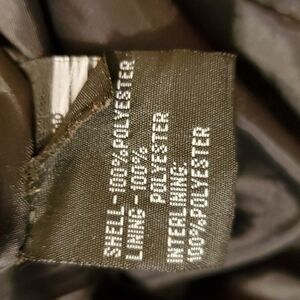 SHELL-100%POLYESTER
LINING-100%
POLYESTER
INTERLINING:
100%POLYESTER